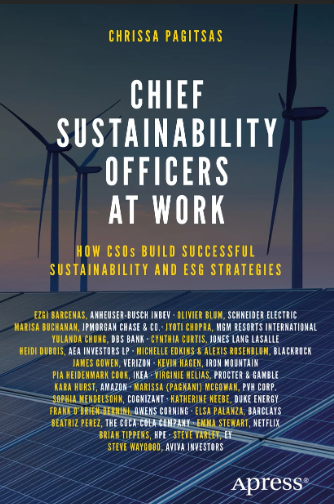 CHRISSA PAGITSAS
CHIEF
SUSTAINABILITY
OFFICERS
AT WORK
HOW CSOs BUILD SUCCESSFUL
SUSTAINABILITY AND ESG STRATEGIES
EZGI BARCENAS, ANHEUSER-BUSCH INBEV · OLIVIER BLUM, SCHNEIDER ELECTRIC
MARISA BUCHANAN, JPMORGAN CHASE & CO. · JYOTI CHOPRA, MGM RESORTS INTERNATIONAL
YULANDA CHUNG, DBS BANK · CYNTHIA CURTIS, JONES LANG LASALLE
HEIDI DUBOIS, AEA INVESTORS LP · MICHELLE EDKINS & ALEXIS ROSENBLUM, BLACKROCK
JAMES GOWEN, VERIZON · KEVIN HAGEN, IRON MOUNTAIN
PIA HEIDENMARK COOK, IKEA · VIRGINIE HELIAS, PROCTER & GAMBLE
KARA HURST, AMAZON · MARISSA (PAGNANI) MCGOWAN, PVH CORP.
SOPHIA MENDELSOHN, COGNIZANT · KATHERINE NEEBE, DUKE ENERGY
FRANK O'BRIEN-BERNINI, OWENS CORNING · ELSA PALANZA, BARCLAYS
BEATRIZ PEREZ, THE COCA COLA COMPANY · EMMA STEWART, NETFLIX
BRIAN TIPPENS, HPE · STEVE VARLEY, EY
STEVE WAYGOOD, AVIVA INVESTORS
Apress®